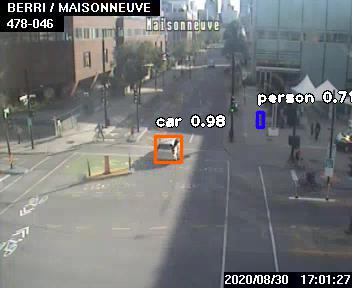 BERRI / MAISONNEUVE
478-046
Maisonneuve
car 0.98
person 0.71
2020/08/30 17:01:27